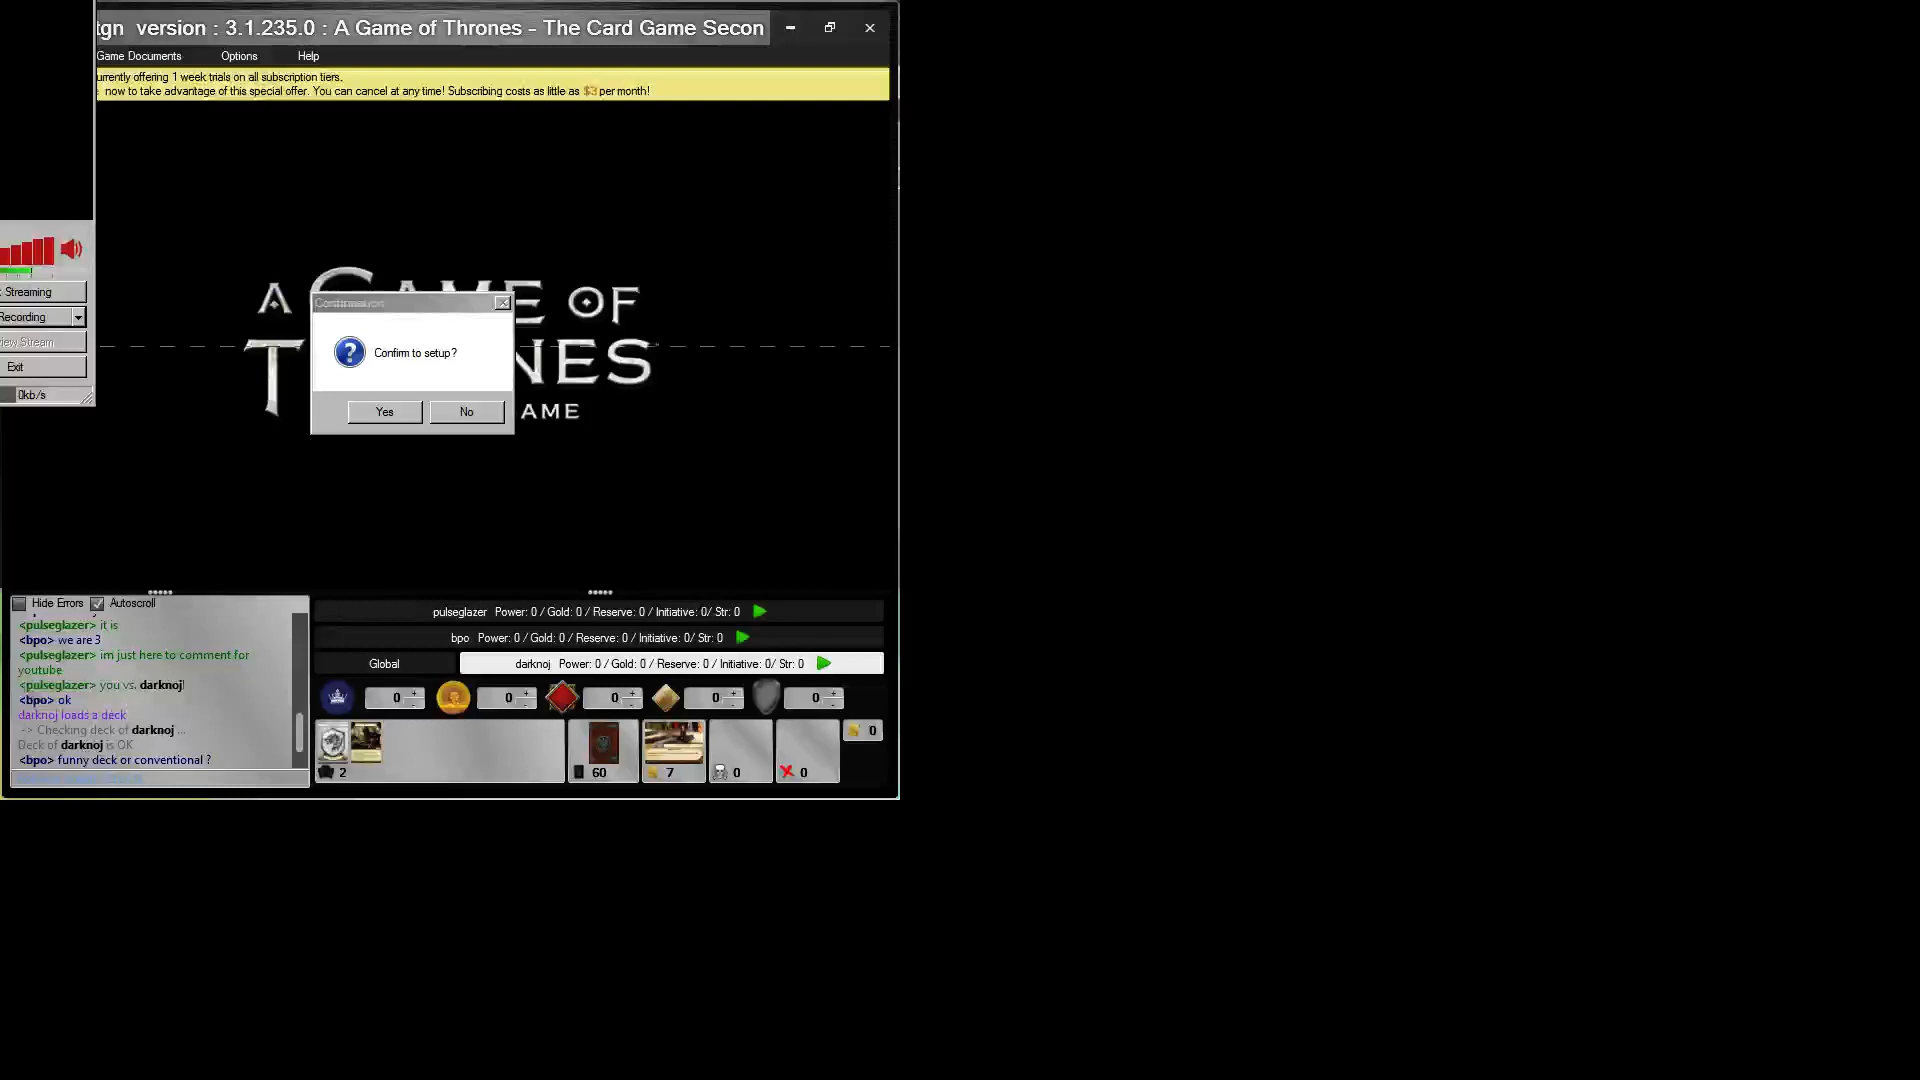 tgn version : 3.1.235.0 : A Game of Thrones - The Card Game Secon
Game Documents Options Help
urrently offering 1 week trials on all subscription tiers.
now to take advantage of this special offer. You can cancel at any time! Subscribing costs as little as $3 per month!
A GAME OF
THRONES
AME
Confirmation
Confirm to setup?
Yes No
Streaming
Recording
view Stream
Exit
0kb/s
Hide Errors Autoscroll
<pulseglazer> it is
<bpo> we are 3
<pulseglazer> im just here to comment for
youtube
<pulseglazer> you vs. darknoj!
<bpo> ok
darknoj loads a deck
-> Checking deck of darknoj ...
Deck of darknoj is OK
<bpo> funny deck or conventional ?
pulseglazer Power: 0 / Gold: 0 / Reserve: 0 / Initiative: 0/ Str: 0
bpo Power: 0 / Gold: 0 / Reserve: 0 / Initiative: 0/ Str: 0
Global darknoj Power: 0 / Gold: 0 / Reserve: 0 / Initiative: 0/ Str: 0
0 + - 0 + - 0 + - 0 + - 0 + -
0
2 60 7 0 0